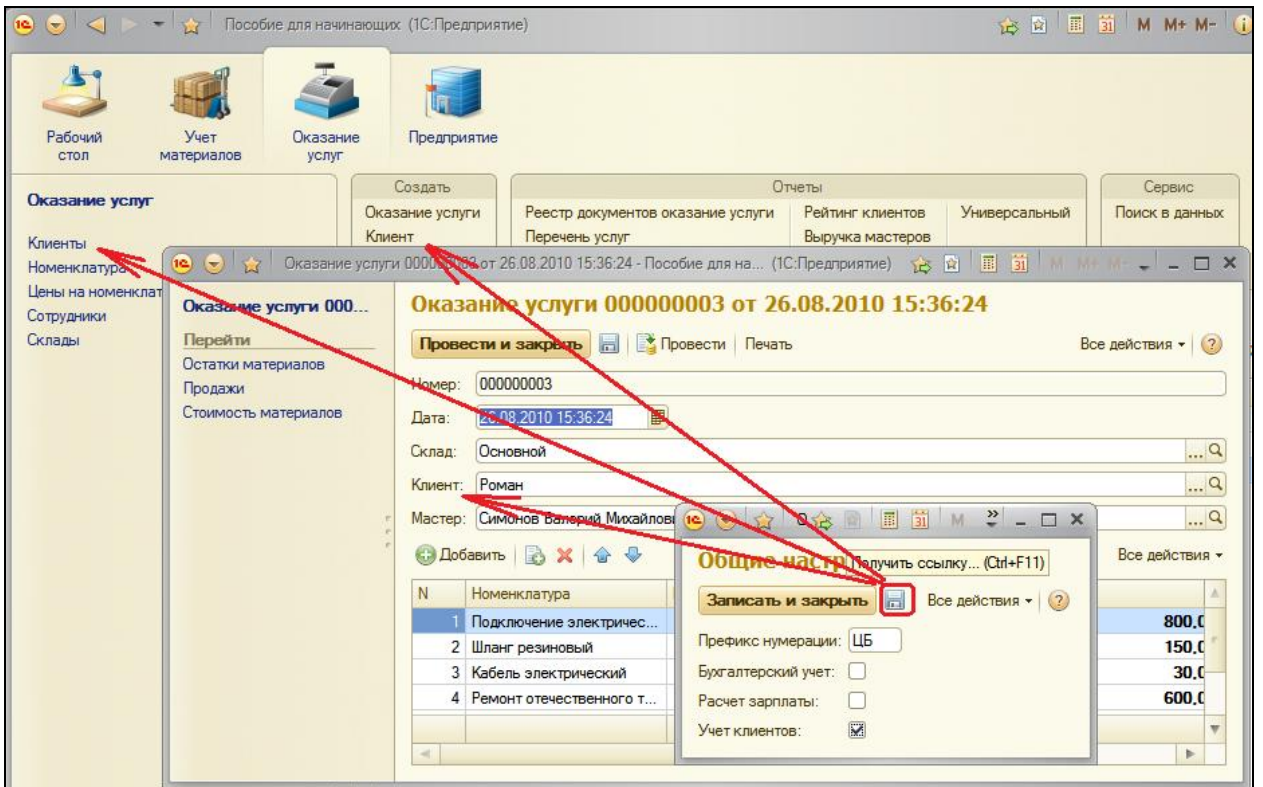 Пособие для начинающих (1С:Предприятие)
M M+ M-
Рабочий стол
Учет материалов
Оказание услуг
Предприятие
Оказание услуг
Клиенты
Номенклатура
Цены на номенклат
Сотрудники
Склады
Создать
Оказание услуги
Клиент
Отчеты
Реестр документов оказание услуги
Рейтинг клиентов
Универсальный
Перечень услуг
Выручка мастеров
Сервис
Поиск в данных
Оказание услуги 000000003 от 26.08.2010 15:36:24 - Пособие для на... (1С:Предприятие)
M M+ M-
Оказание услуги 000...
Перейти
Остатки материалов
Продажи
Стоимость материалов
Оказание услуги 000000003 от 26.08.2010 15:36:24
Провести и закрыть
Провести
Печать
Все действия
Номер: 000000003
Дата: 26.08.2010 15:36:24
Склад: Основной
Клиент: Роман
Мастер: Симонов Валерий Михайлов
Добавить
Все действия
N Номенклатура
1 Подключение электричес... 800,0
2 Шланг резиновый 150,0
3 Кабель электрический 30,0
4 Ремонт отечественного т... 600,0
M
Общие настр
Получить ссылку... (Ctrl+F11)
Записать и закрыть
Все действия
Префикс нумерации: ЦБ
Бухгалтерский учет:
Расчет зарплаты:
Учет клиентов: